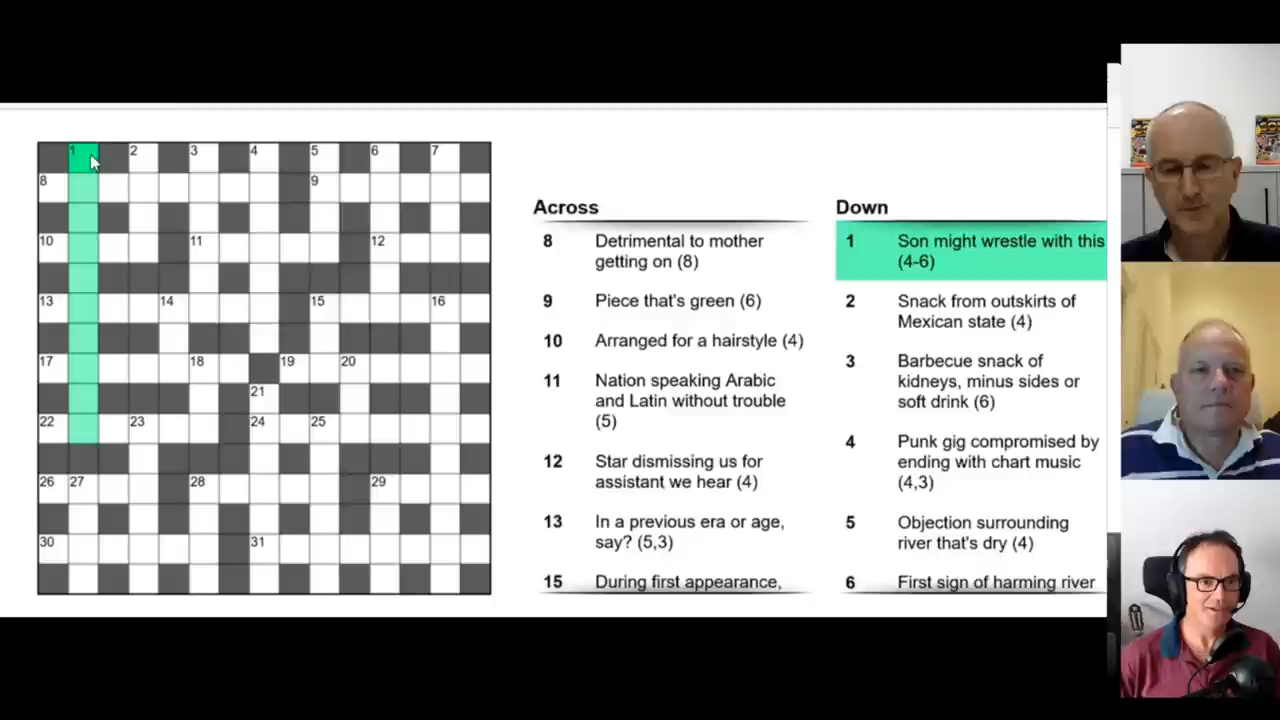 1 2 3 4 5 6 7
8 9
10 11 12
13 14 15 16
17 18 19 20
21
22 23 24 25
26 27 28 29
30 31
Across
8 Detrimental to mother
getting on (8)
9 Piece that's green (6)
10 Arranged for a hairstyle (4)
11 Nation speaking Arabic
and Latin without trouble
(5)
12 Star dismissing us for
assistant we hear (4)
13 In a previous era or age,
say? (5,3)
15 During first appearance,
Down
1 Son might wrestle with this
(4-6)
2 Snack from outskirts of
Mexican state (4)
3 Barbecue snack of
kidneys, minus sides or
soft drink (6)
4 Punk gig compromised by
ending with chart music
(4,3)
5 Objection surrounding
river that's dry (4)
6 First sign of harming river